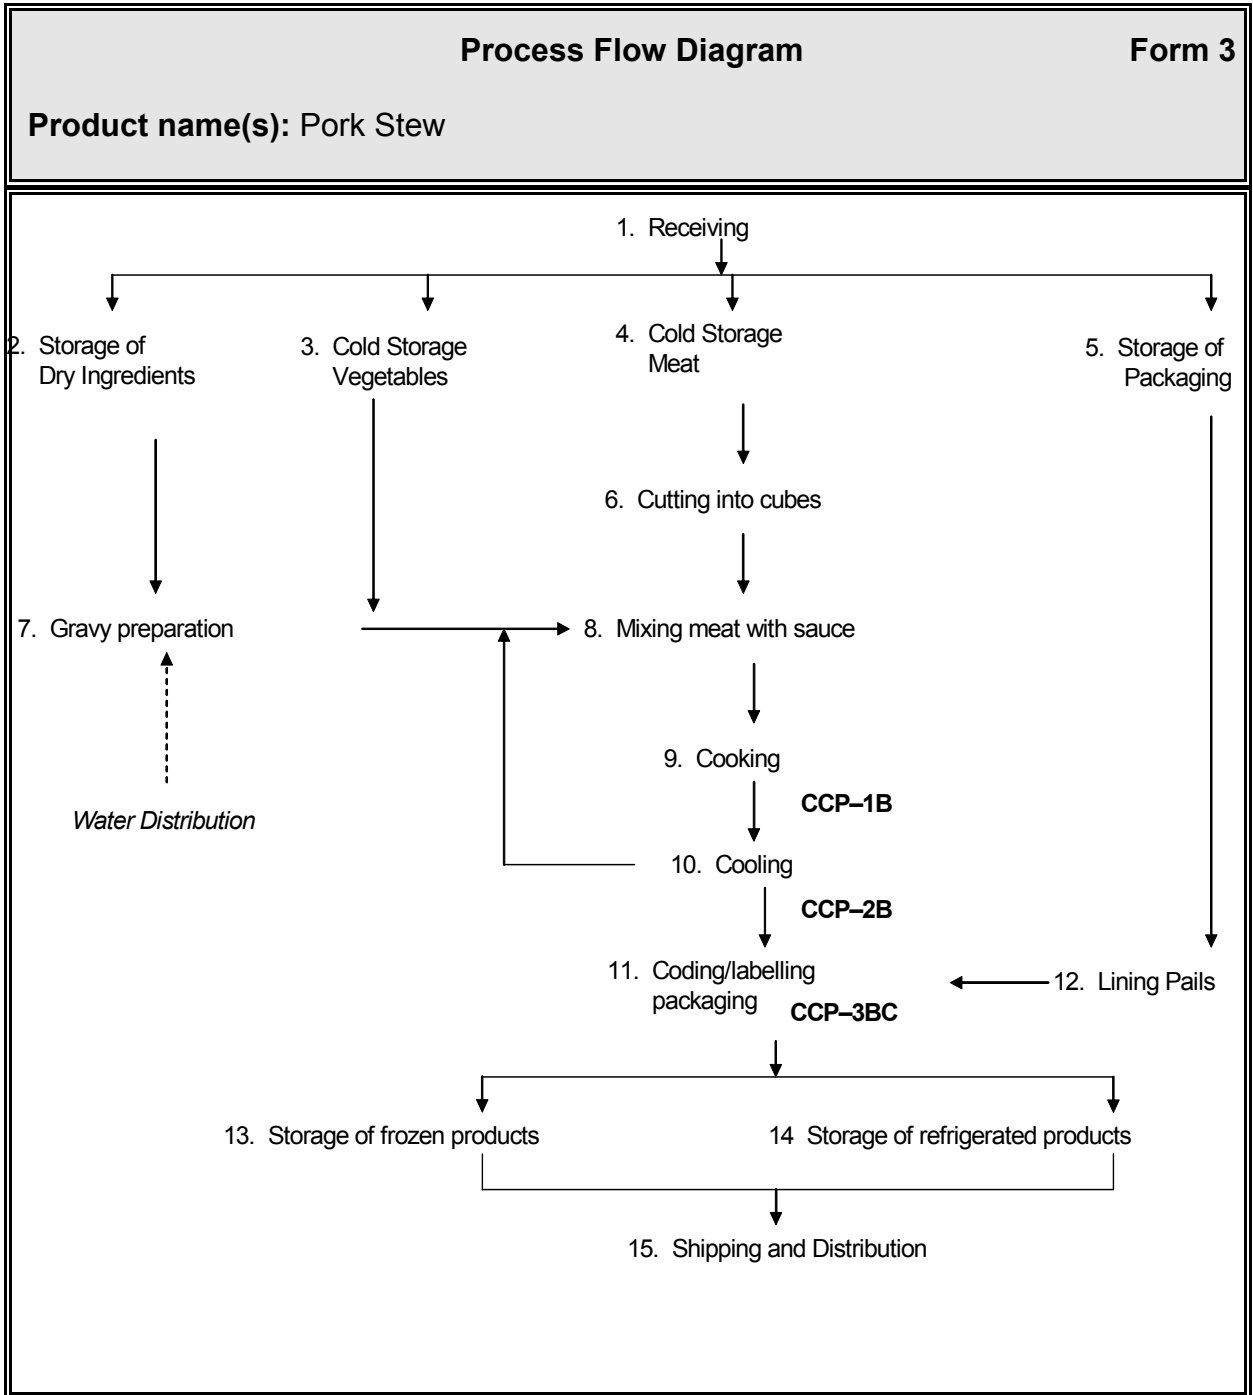 Process Flow Diagram Form 3
Product name(s): Pork Stew
1. Receiving
2. Storage of
Dry Ingredients
3. Cold Storage
Vegetables
4. Cold Storage
Meat
5. Storage of
Packaging
6. Cutting into cubes
7. Gravy preparation
8. Mixing meat with sauce
9. Cooking
CCP–1B
Water Distribution
10. Cooling
CCP–2B
11. Coding/labelling
packaging
CCP–3BC
12. Lining Pails
13. Storage of frozen products
14 Storage of refrigerated products
15. Shipping and Distribution